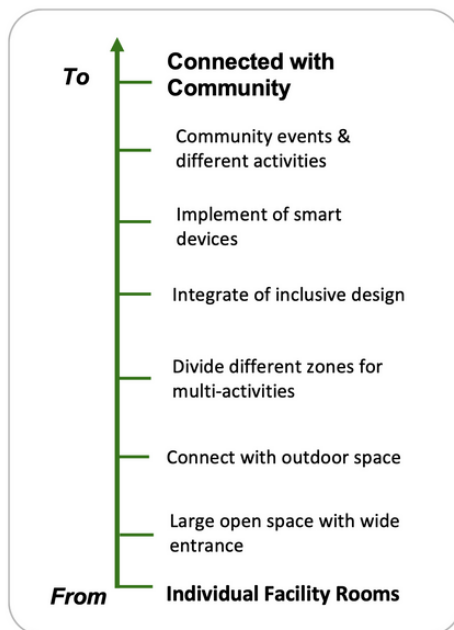 To
Connected with
Community
Community events &
different activities
Implement of smart
devices
Integrate of inclusive design
Divide different zones for
multi-activities
Connect with outdoor space
Large open space with wide
entrance
From
Individual Facility Rooms